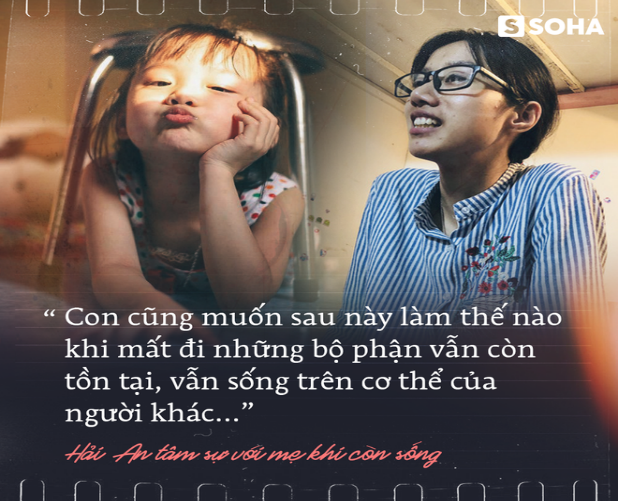 SOHA
“ Con cũng muốn sau này làm thế nào
khi mất đi những bộ phận vẫn còn
tồn tại, vẫn sống trên cơ thể của
người khác...”
Hải An tâm sự với mẹ khi còn sống